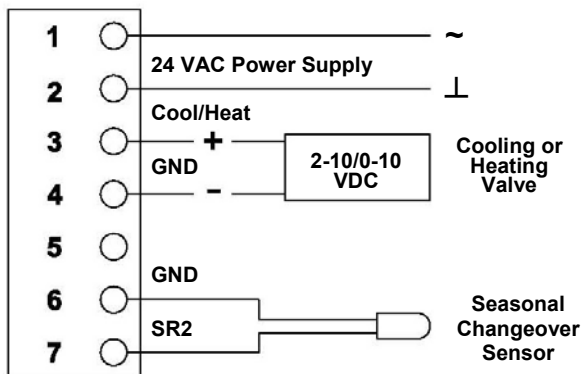 1 ~
24 VAC Power Supply
2 ⊥
Cool/Heat
3 +
2-10/0-10
VDC
Cooling or
Heating
Valve
GND
4 -
5
GND
6
SR2
7
Seasonal
Changeover
Sensor